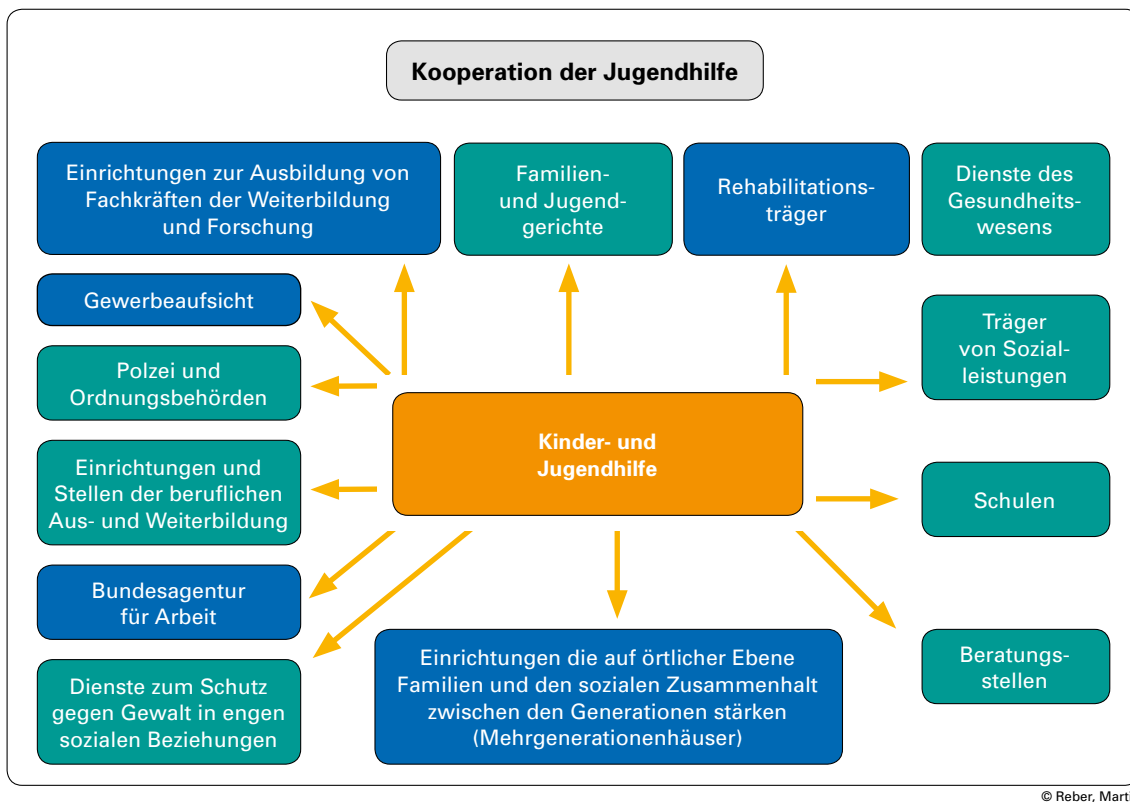 Kooperation der Jugendhilfe
Einrichtungen zur Ausbildung von
Fachkräften der Weiterbildung
und Forschung
Familien-
und Jugend-
gerichte
Rehabilitations-
träger
Dienste des
Gesundheits-
wesens
Gewerbeaufsicht
Polzei und
Ordnungsbehörden
Einrichtungen und
Stellen der beruflichen
Aus- und Weiterbildung
Bundesagentur
für Arbeit
Dienste zum Schutz
gegen Gewalt in engen
sozialen Beziehungen
Kinder- und
Jugendhilfe
Träger
von Sozial-
leistungen
Schulen
Beratungs-
stellen
Einrichtungen die auf örtlicher Ebene
Familien und den sozialen Zusammenhalt
zwischen den Generationen stärken
(Mehrgenerationenhäuser)
© Reber, Marti